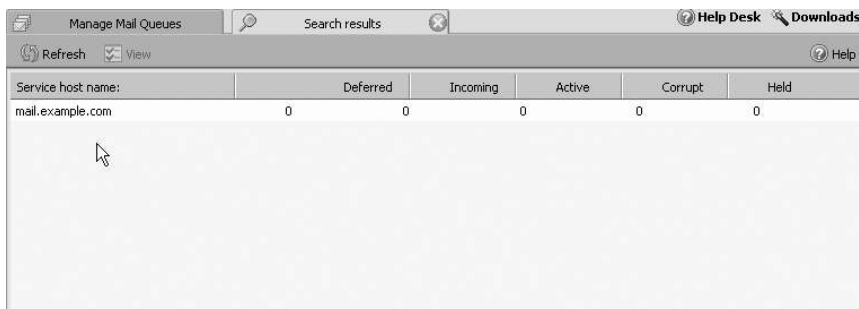 Manage Mail Queues Search results Help Desk Downloads
Refresh View Help
Service host name: Deferred Incoming Active Corrupt Held
mail.example.com 0 0 0 0 0